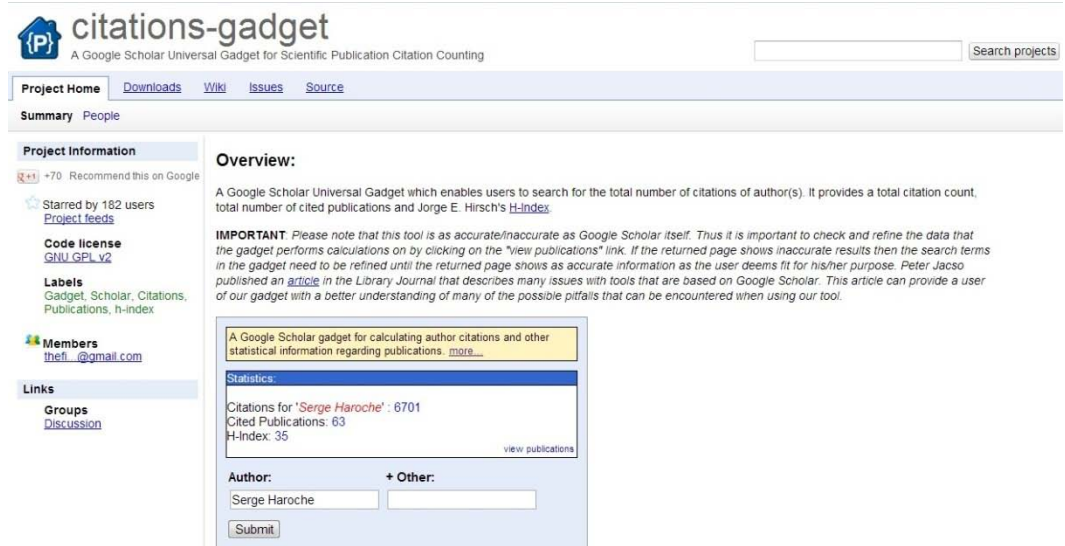 {P}
citations-gadget
A Google Scholar Universal Gadget for Scientific Publication Citation Counting
Search projects
Project Home Downloads Wiki Issues Source
Summary People
Project Information
+1 +70 Recommend this on Google
Starred by 182 users
Project feeds
Code license
GNU GPL v2
Labels
Gadget, Scholar, Citations,
Publications, h-index
Members
thefi...@gmail.com
Links
Groups
Discussion
Overview:
A Google Scholar Universal Gadget which enables users to search for the total number of citations of author(s). It provides a total citation count,
total number of cited publications and Jorge E. Hirsch's H-Index.
IMPORTANT: Please note that this tool is as accurate/inaccurate as Google Scholar itself. Thus it is important to check and refine the data that
the gadget performs calculations on by clicking on the "view publications" link. If the returned page shows inaccurate results then the search terms
in the gadget need to be refined until the returned page shows as accurate information as the user deems fit for his/her purpose. Peter Jacso
published an article in the Library Journal that describes many issues with tools that are based on Google Scholar. This article can provide a user
of our gadget with a better understanding of many of the possible pitfalls that can be encountered when using our tool.
A Google Scholar gadget for calculating author citations and other
statistical information regarding publications. more...
Statistics:
Citations for 'Serge Haroche' : 6701
Cited Publications: 63
H-Index: 35
view publications
Author: + Other:
Serge Haroche
Submit